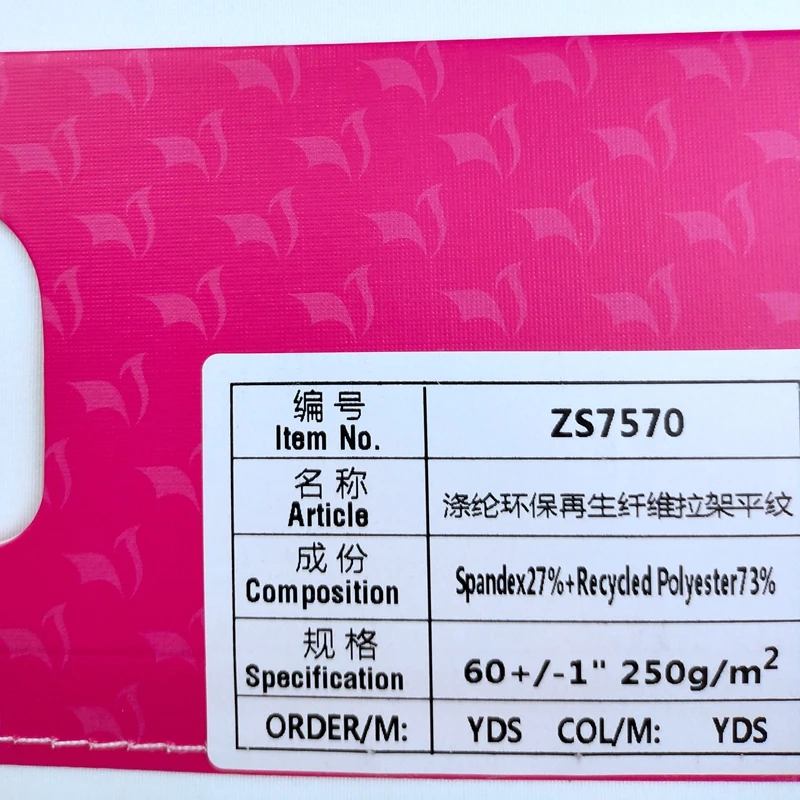 编号
Item No.
ZS7570
名称
Article
涤纶环保再生纤维拉架平纹
成份
Composition
Spandex27%+Recycled Polyester73%
规格
Specification
60+/-1" 250g/m²
ORDER/M: YDS COL/M: YDS